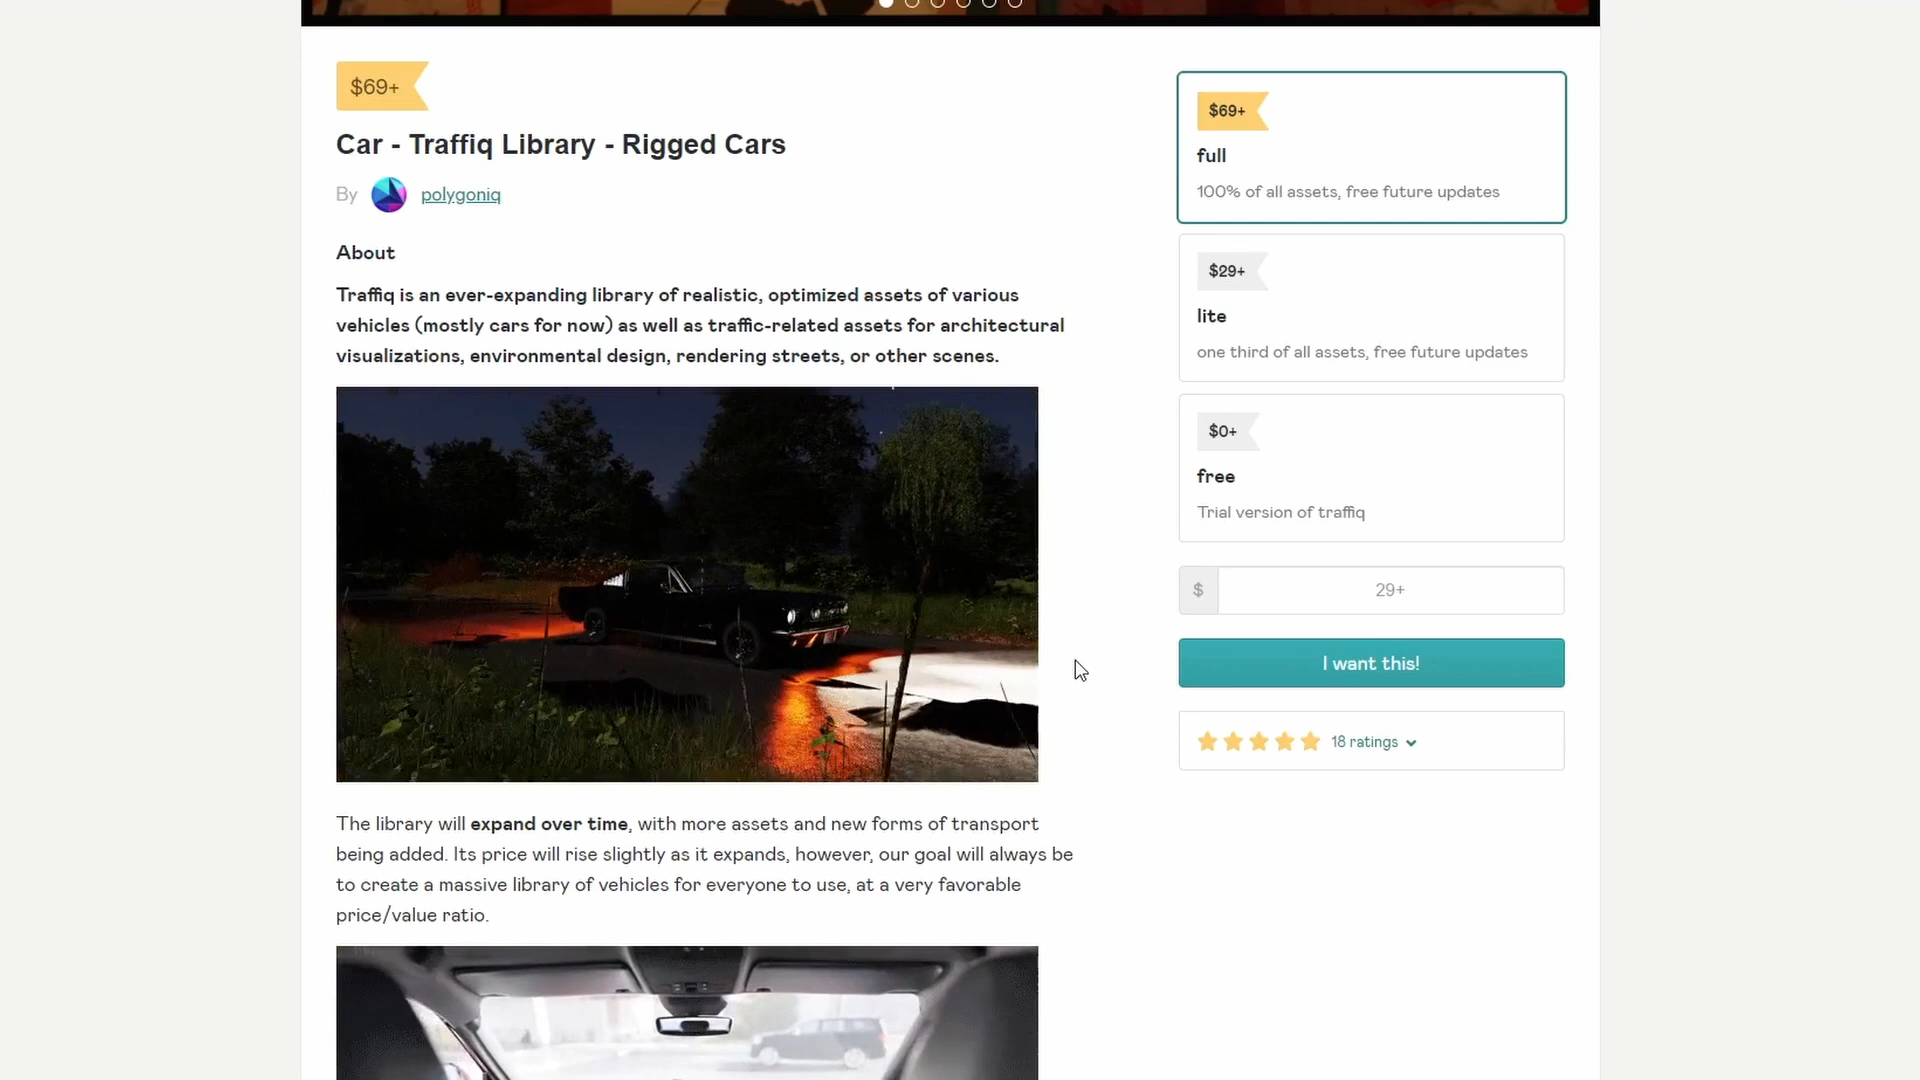 $69+
Car - Traffiq Library - Rigged Cars
By polygoniq
About
Traffiq is an ever-expanding library of realistic, optimized assets of various
vehicles (mostly cars for now) as well as traffic-related assets for architectural
visualizations, environmental design, rendering streets, or other scenes.
The library will expand over time, with more assets and new forms of transport
being added. Its price will rise slightly as it expands, however, our goal will always be
to create a massive library of vehicles for everyone to use, at a very favorable
price/value ratio.
$69+
full
100% of all assets, free future updates
$29+
lite
one third of all assets, free future updates
$0+
free
Trial version of traffiq
$ 29+
I want this!
18 ratings